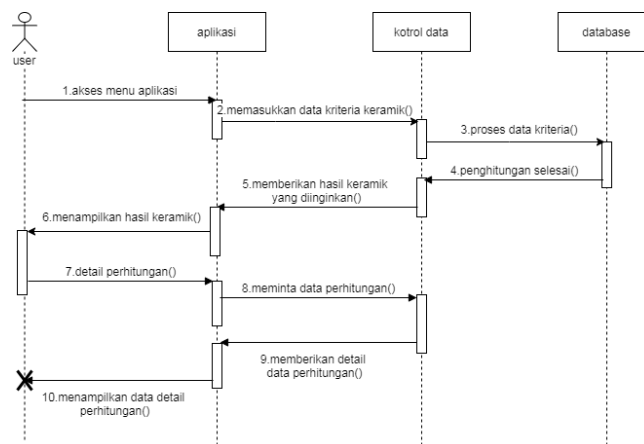 aplikasi
kotrol data
database
user
1.akses menu aplikasi
2.memasukkan data kriteria keramik()
3.proses data kriteria()
4.penghitungan selesai()
5.memberikan hasil keramik
yang diinginkan()
6.menampilkan hasil keramik()
7.detail perhitungan()
8.meminta data perhitungan()
9.memberikan detail
data perhitungan()
10.menampilkan data detail
perhitungan()